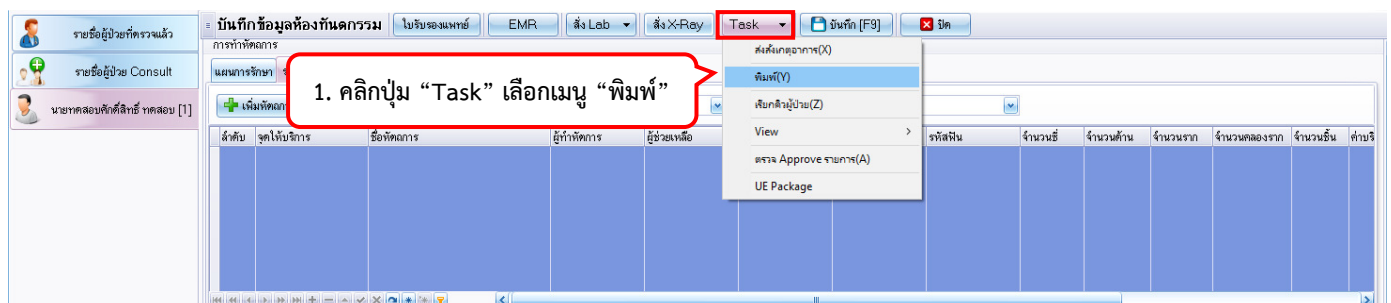 รายชื่อผู้ป่วยที่ตรวจแล้ว
รายชื่อผู้ป่วย Consult
นายทดสอบศักดิ์สิทธิ์ ทดสอบ [1]
บันทึกข้อมูลห้องทันตกรรม ใบรับรองแพทย์ EMR สั่ง Lab สั่ง X-Ray Task บันทึก [F9] ปิด
การทำหัตถการ
แผนการรักษา
เพิ่มหัตถการ
1. คลิกปุ่ม “Task” เลือกเมนู “พิมพ์”
ส่งสังเกตอาการ(X)
พิมพ์(Y)
เรียกคิวผู้ป่วย(Z)
View
ตรวจ Approve รายการ(A)
UE Package
ลำดับ จุดให้บริการ ชื่อหัตถการ ผู้ทำหัตการ ผู้ช่วยเหลือ รหัสฟัน จำนวนซี่ จำนวนด้าน จำนวนราก จำนวนคลองราก จำนวนชิ้น ค่าบริ